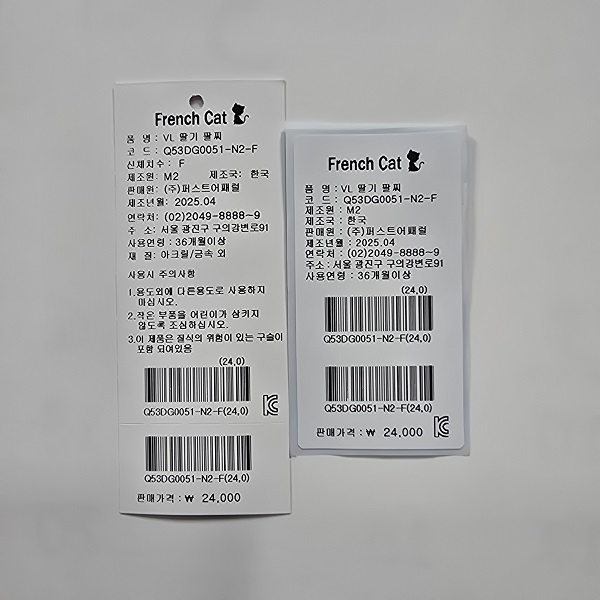 French Cat
품 명 : VL 딸기 팔찌
코 드 : Q53DG0051-N2-F
신체치수 : F
제조원: M2 제조국: 한국
판매원: (주)퍼스트어패럴
제조년월: 2025.04
연락처: (02)2049-8888~9
주 소: 서울 광진구 구의강변로91
사용연령 : 36개월이상
재 질: 아크릴/금속 외
사용시 주의사항
1.용도외에 다른용도로 사용하지
마십시오.
2.작은 부품을 어린이가 삼키지
않도록 조심하십시오.
3.이 제품은 질식의 위험이 있는 구슬이
포함 되어있음
(24,0)
Q53DG0051-N2-F(24,0)
Q53DG0051-N2-F(24,0)
판매가격 : ₩ 24,000
French Cat
품 명 : VL 딸기 팔찌
코 드 : Q53DG0051-N2-F
제조원 : M2
제조국 : 한국
판매원 : (주)퍼스트어패럴
제조년월 : 2025.04
연락처 : (02)2049-8888~9
주소 : 서울 광진구 구의강변로91
사용연령 : 36개월이상
(24,0)
Q53DG0051-N2-F(24,0)
Q53DG0051-N2-F(24,0)
판매가격 : ₩ 24,000